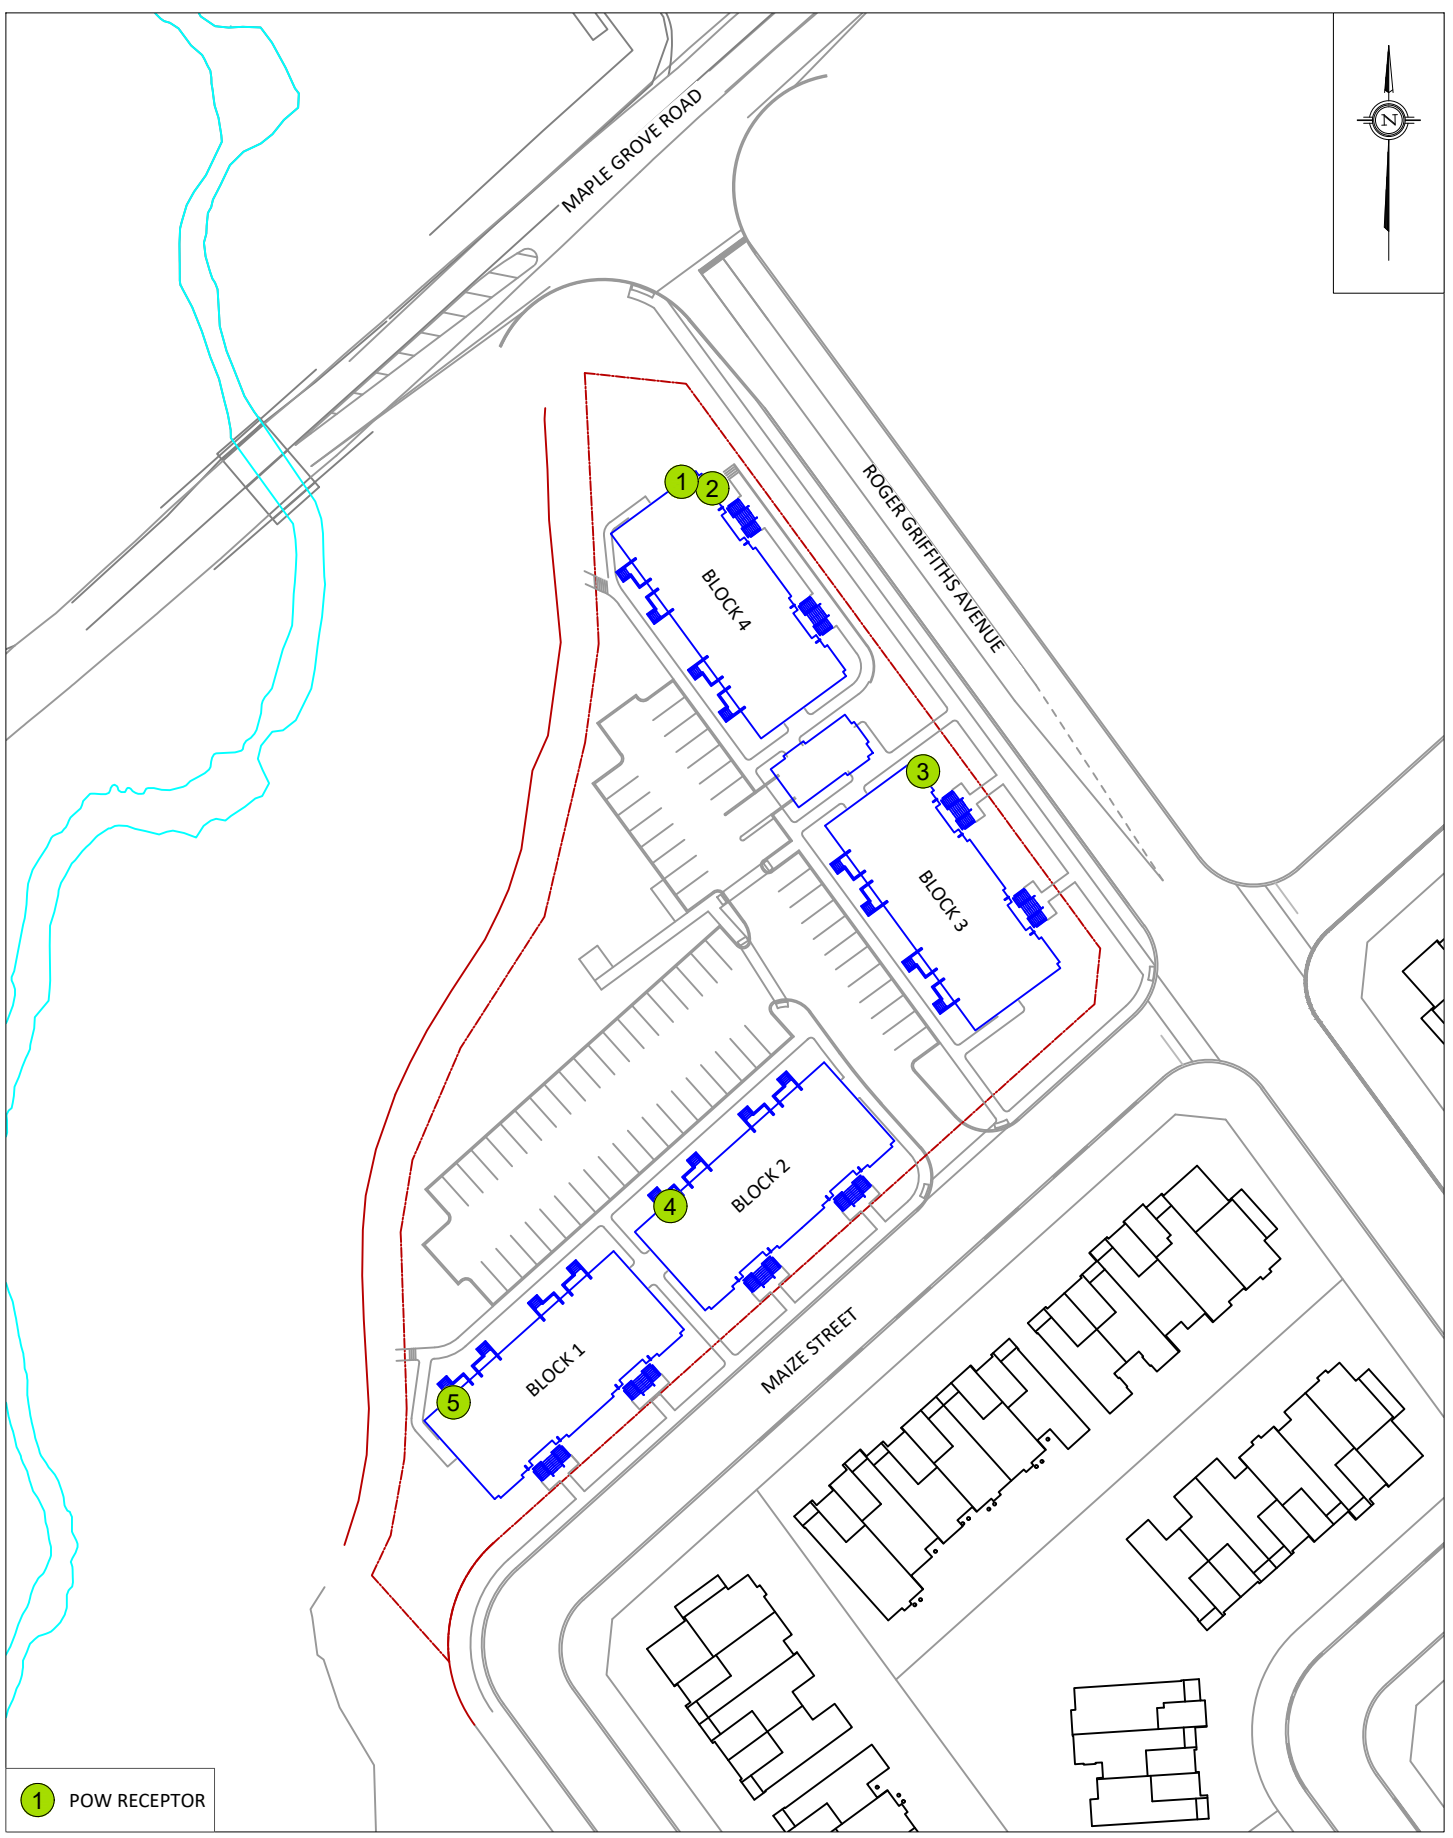 N
MAPLE GROVE ROAD
ROGER GRIFFITHS AVENUE
1
2
BLOCK 4
3
BLOCK 3
4
BLOCK 2
5
BLOCK 1
MAIZE STREET
1 POW RECEPTOR